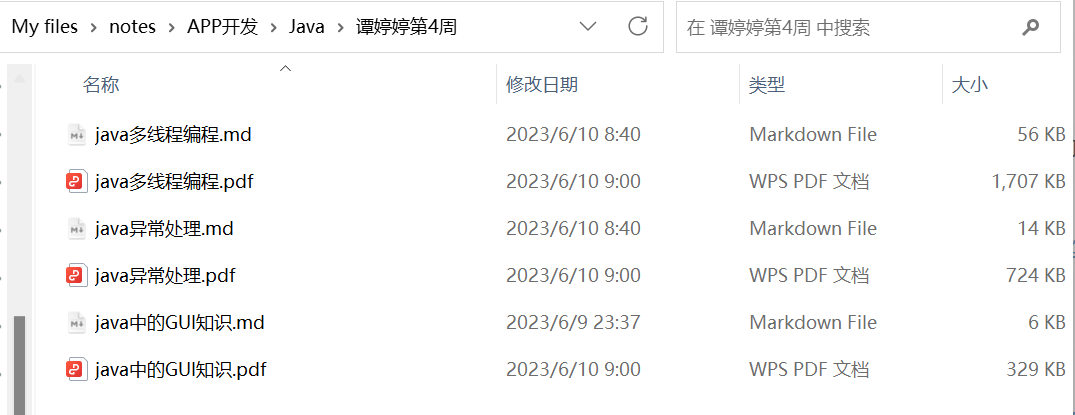 My files > notes > APP开发 > Java > 谭婷婷第4周 在 谭婷婷第4周 中搜索
名称 修改日期 类型 大小
java多线程编程.md 2023/6/10 8:40 Markdown File 56 KB
java多线程编程.pdf 2023/6/10 9:00 WPS PDF 文档 1,707 KB
java异常处理.md 2023/6/10 8:40 Markdown File 14 KB
java异常处理.pdf 2023/6/10 9:00 WPS PDF 文档 724 KB
java中的GUI知识.md 2023/6/9 23:37 Markdown File 6 KB
java中的GUI知识.pdf 2023/6/10 9:00 WPS PDF 文档 329 KB